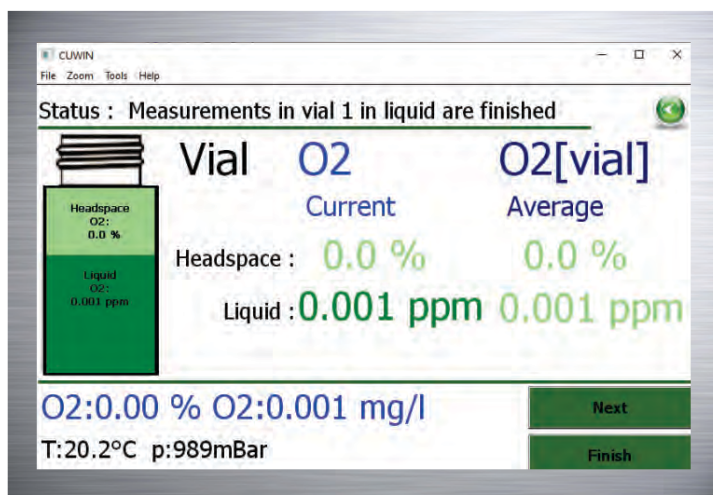 CUWIN
File Zoom Tools Help
Status : Measurements in vial 1 in liquid are finished
Vial O2 O2[vial]
Current Average
Headspace
O2:
0.0 %
Headspace : 0.0 % 0.0 %
Liquid
O2:
0.001 ppm
Liquid : 0.001 ppm 0.001 ppm
O2:0.00 % O2:0.001 mg/l
Next
T:20.2°C p:989mBar
Finish